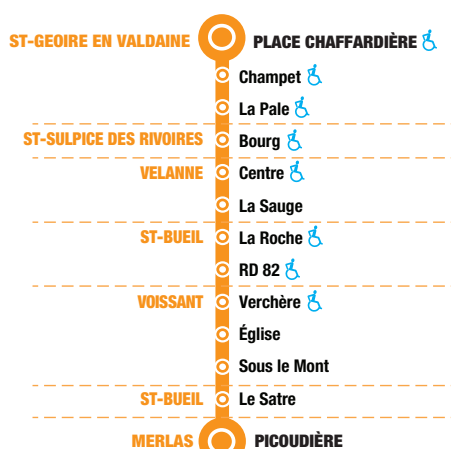 ST-GEOIRE EN VALDAINE PLACE CHAFFARDIÈRE
Champet
La Pale
ST-SULPICE DES RIVOIRES Bourg
VELANNE Centre
La Sauge
ST-BUEIL La Roche
RD 82
VOISSANT Verchère
Église
Sous le Mont
ST-BUEIL Le Satre
MERLAS PICOUDIÈRE